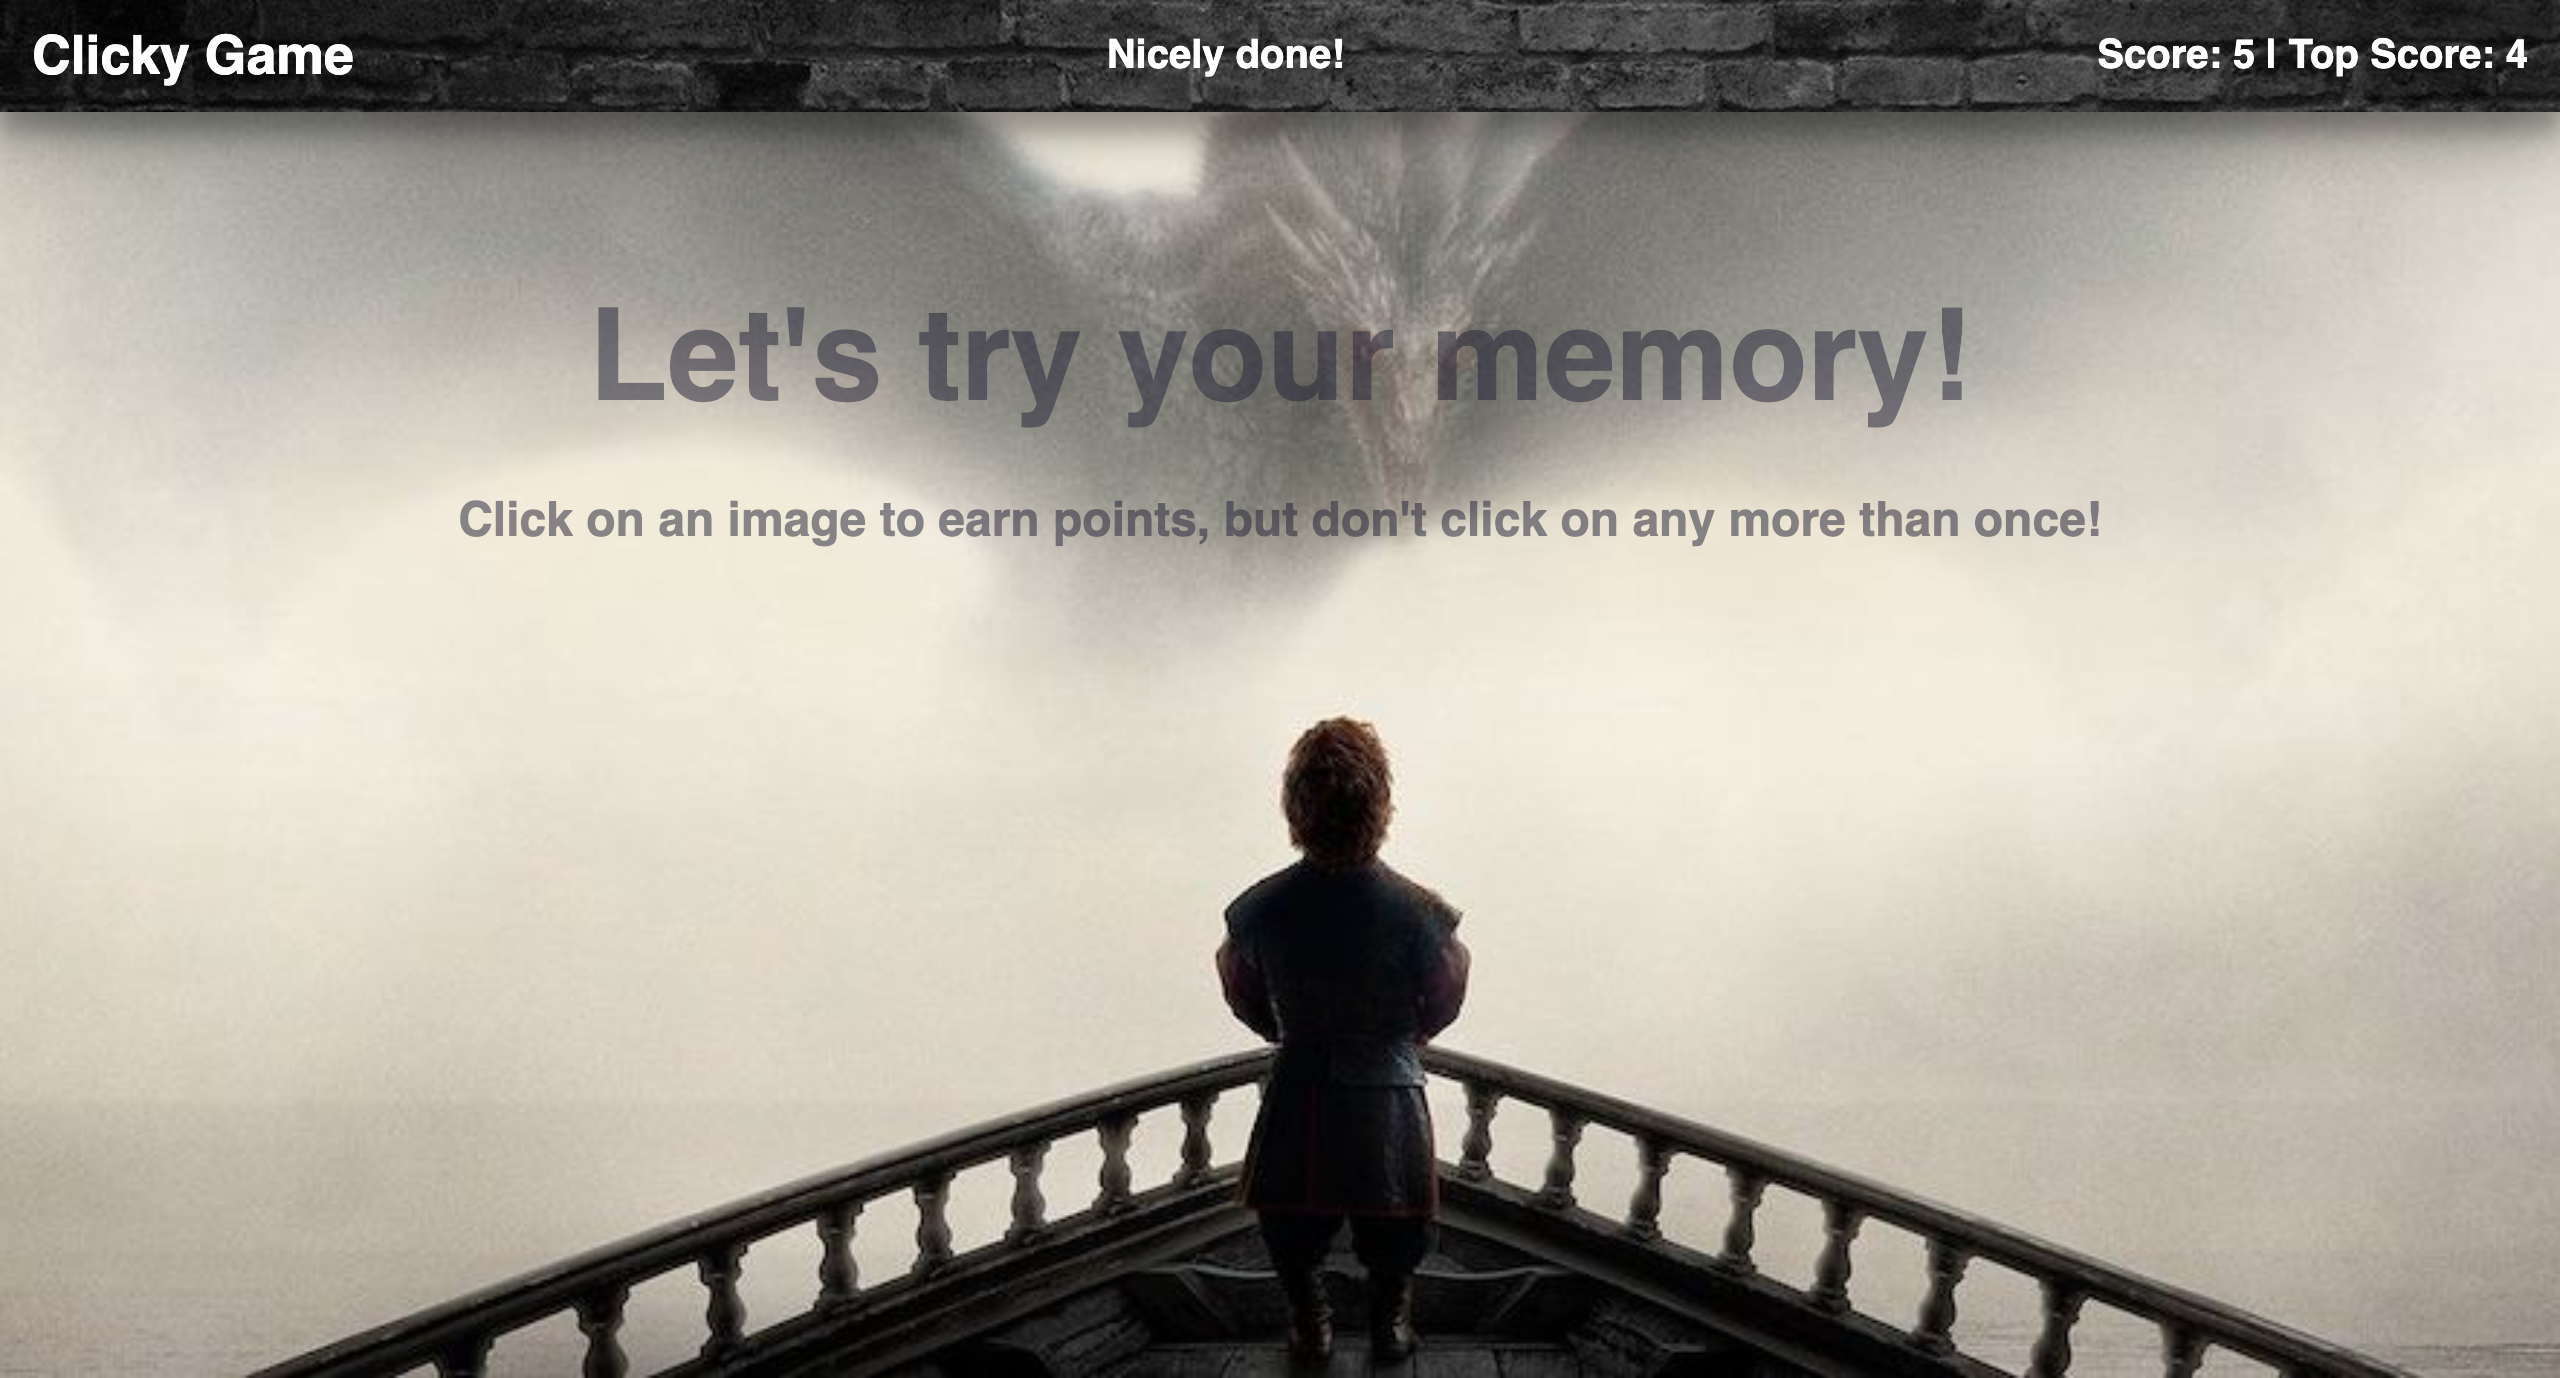 Clicky Game
Nicely done!
Score: 5 | Top Score: 4
Let's try your memory!
Click on an image to earn points, but don't click on any more than once!